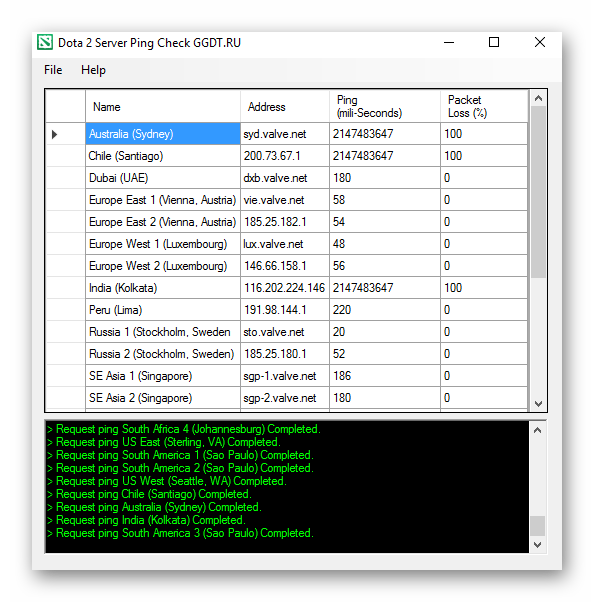 Dota 2 Server Ping Check GGDT.RU
File Help
Name Address Ping (mili-Seconds) Packet Loss (%)
Australia (Sydney) syd.valve.net 2147483647 100
Chile (Santiago) 200.73.67.1 2147483647 100
Dubai (UAE) dxb.valve.net 180 0
Europe East 1 (Vienna, Austria) vie.valve.net 58 0
Europe East 2 (Vienna, Austria) 185.25.182.1 54 0
Europe West 1 (Luxembourg) lux.valve.net 48 0
Europe West 2 (Luxembourg) 146.66.158.1 56 0
India (Kolkata) 116.202.224.146 2147483647 100
Peru (Lima) 191.98.144.1 220 0
Russia 1 (Stockholm, Sweden sto.valve.net 20 0
Russia 2 (Stockholm, Sweden) 185.25.180.1 52 0
SE Asia 1 (Singapore) sgp-1.valve.net 186 0
SE Asia 2 (Singapore) sgp-2.valve.net 180 0
> Request ping South Africa 4 (Johannesburg) Completed.
> Request ping US East (Sterling, VA) Completed.
> Request ping South America 1 (Sao Paulo) Completed.
> Request ping South America 2 (Sao Paulo) Completed.
> Request ping US West (Seattle, WA) Completed.
> Request ping Chile (Santiago) Completed.
> Request ping Australia (Sydney) Completed.
> Request ping India (Kolkata) Completed.
> Request ping South America 3 (Sao Paulo) Completed.